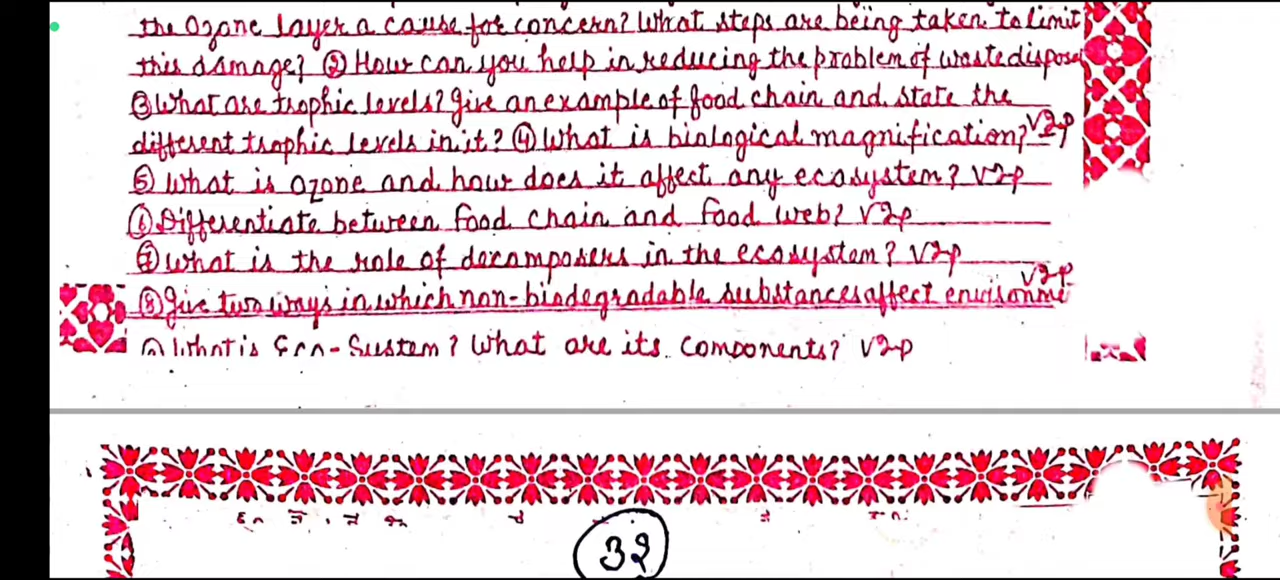 the Ozone layer a cause for concern? What steps are being taken to limit
this damage? ② How can you help in reducing the problem of waste dispose
③ What are trophic levels? give an example of food chain and state the
different trophic levels in it? ④ What is biological magnification? V2p
⑤ What is ozone and how does it affect any ecosystem? V2p
⑥ Differentiate between food chain and food web? V2p
⑦ What is the role of decomposers in the ecosystem? V2p
⑧ give two ways in which non-biodegradable substances affect environme V2p
What is Eco-System? What are its components? V2p
32